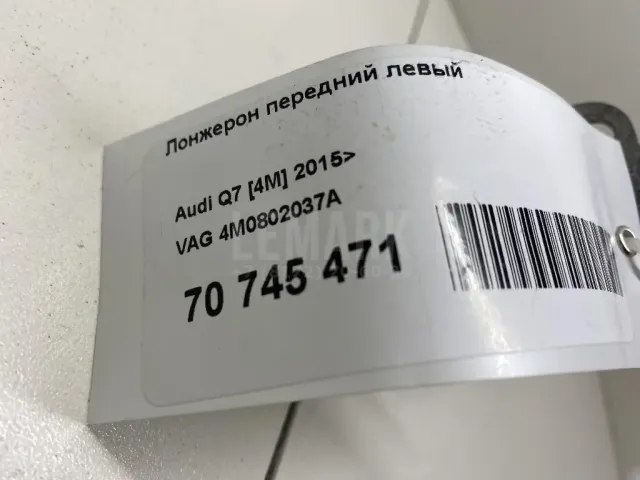 Лонжерон передний левый
Audi Q7 [4M] 2015>
VAG 4M0802037A
LEMARK
70 745 471